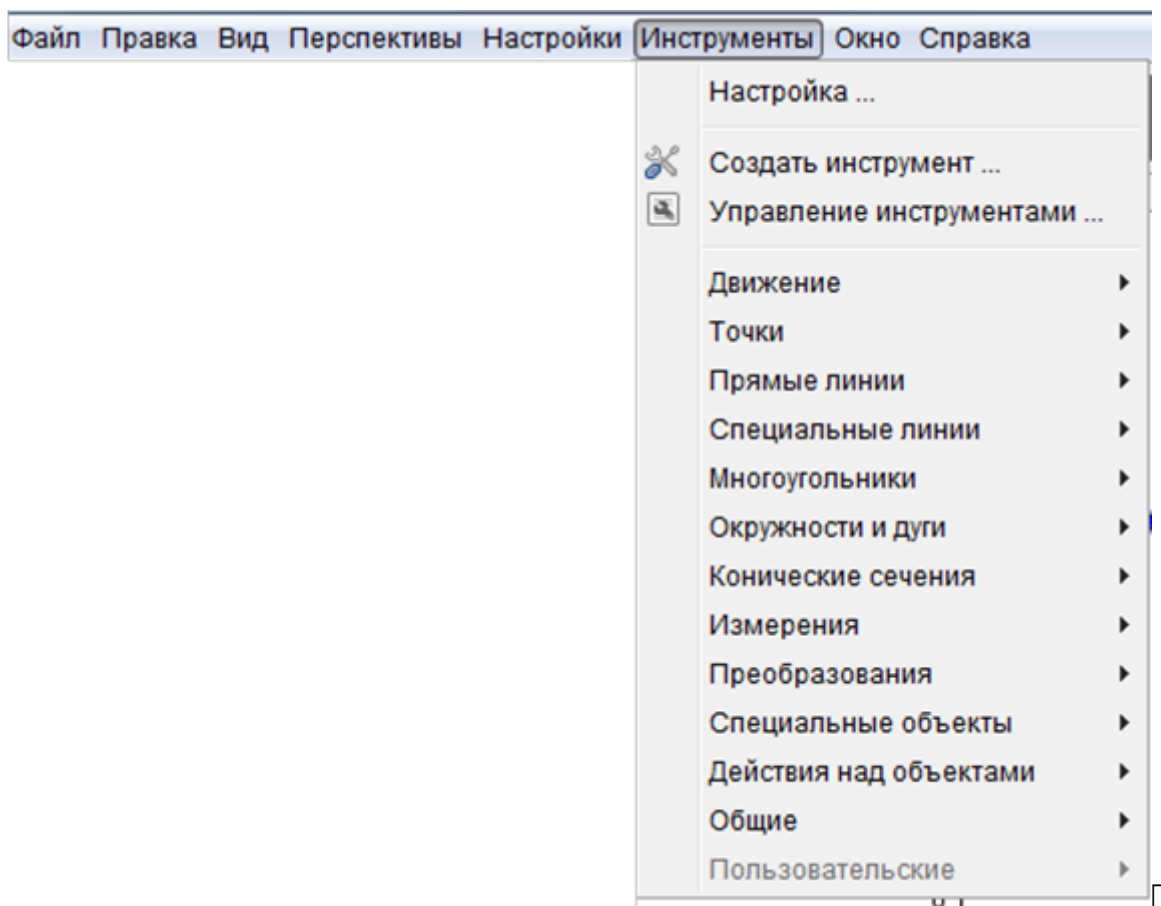 Файл Правка Вид Перспективы Настройки Инструменты Окно Справка
Настройка ...
Создать инструмент ...
Управление инструментами ...
Движение
Точки
Прямые линии
Специальные линии
Многоугольники
Окружности и дуги
Конические сечения
Измерения
Преобразования
Специальные объекты
Действия над объектами
Общие
Пользовательские